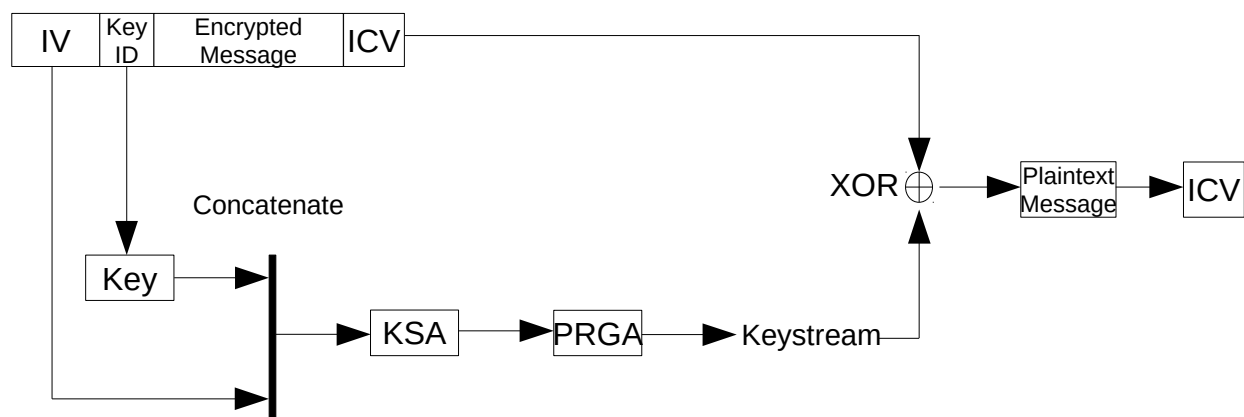 IV
Key
ID
Encrypted
Message
ICV
XOR
Plaintext
Message
ICV
Concatenate
Key
KSA
PRGA
Keystream